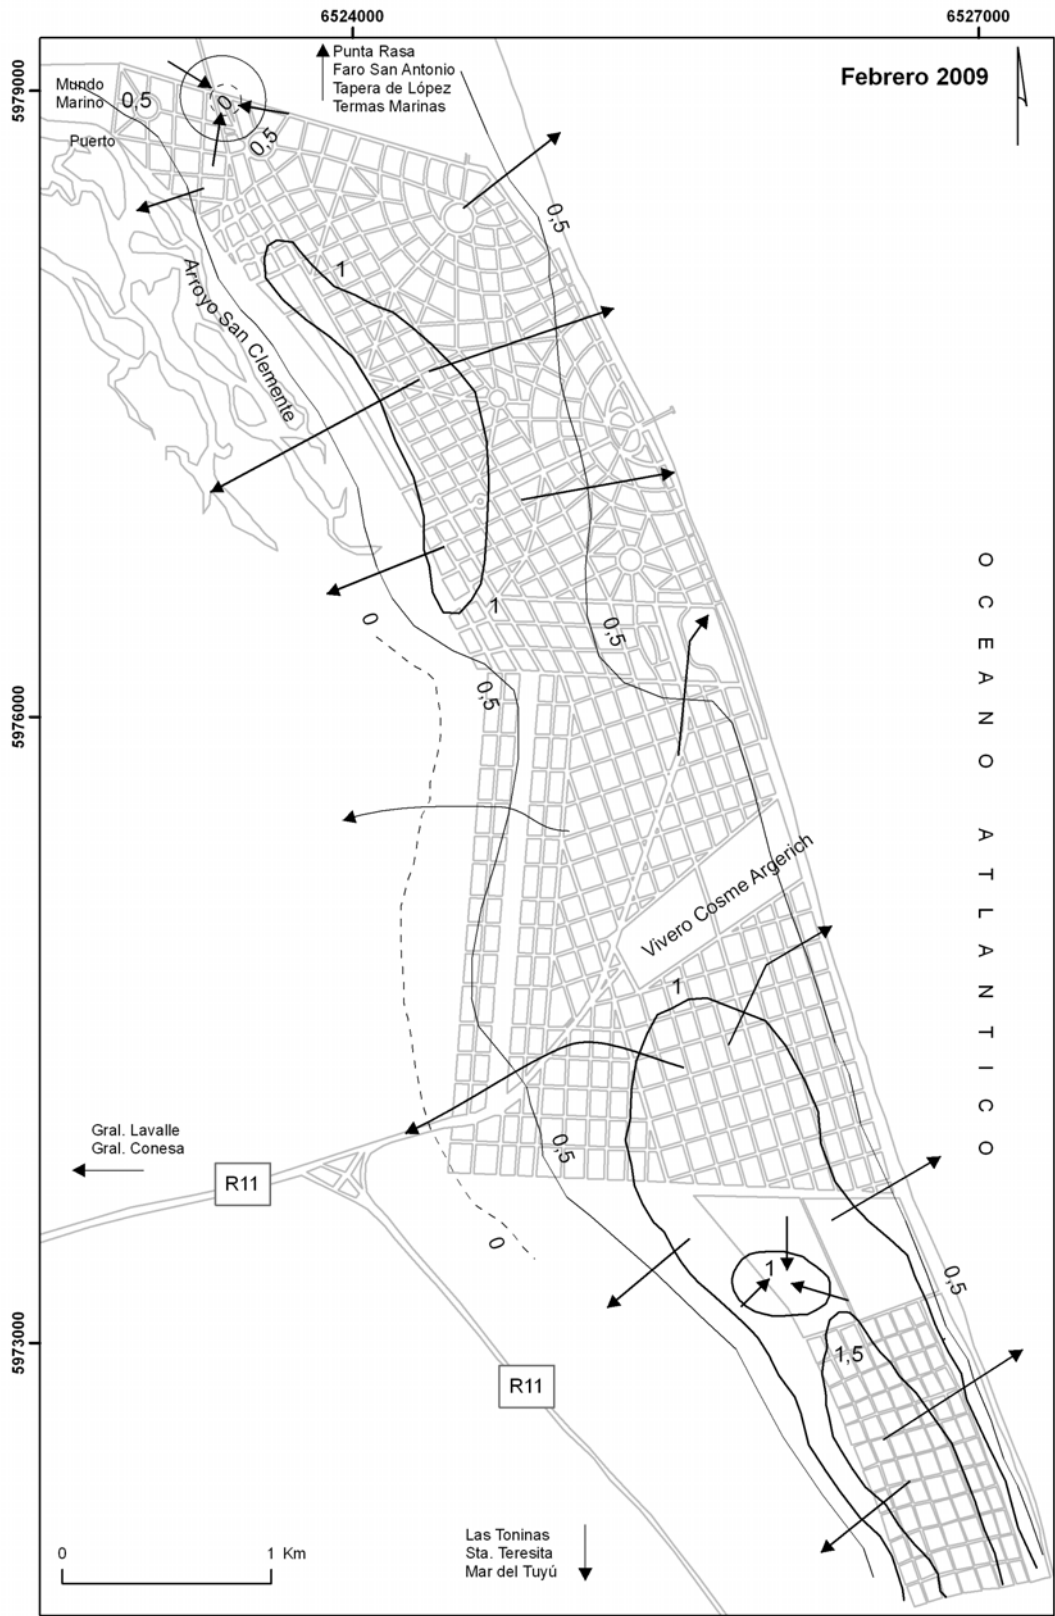 6524000
6527000
5979000
Punta Rasa
Faro San Antonio
Tapera de López
Termas Marinas
Febrero 2009
Mundo
Marino
0,5
0
0,5
Puerto
0,5
1
Arroyo San Clemente
1
0
0,5
0,5
5976000
OCEANO ATLANTICO
Vivero Cosme Argerich
1
Gral. Lavalle
Gral. Conesa
R11
0,5
0
1
0,5
5973000
1,5
R11
Las Toninas
Sta. Teresita
Mar del Tuyú
0 1 Km